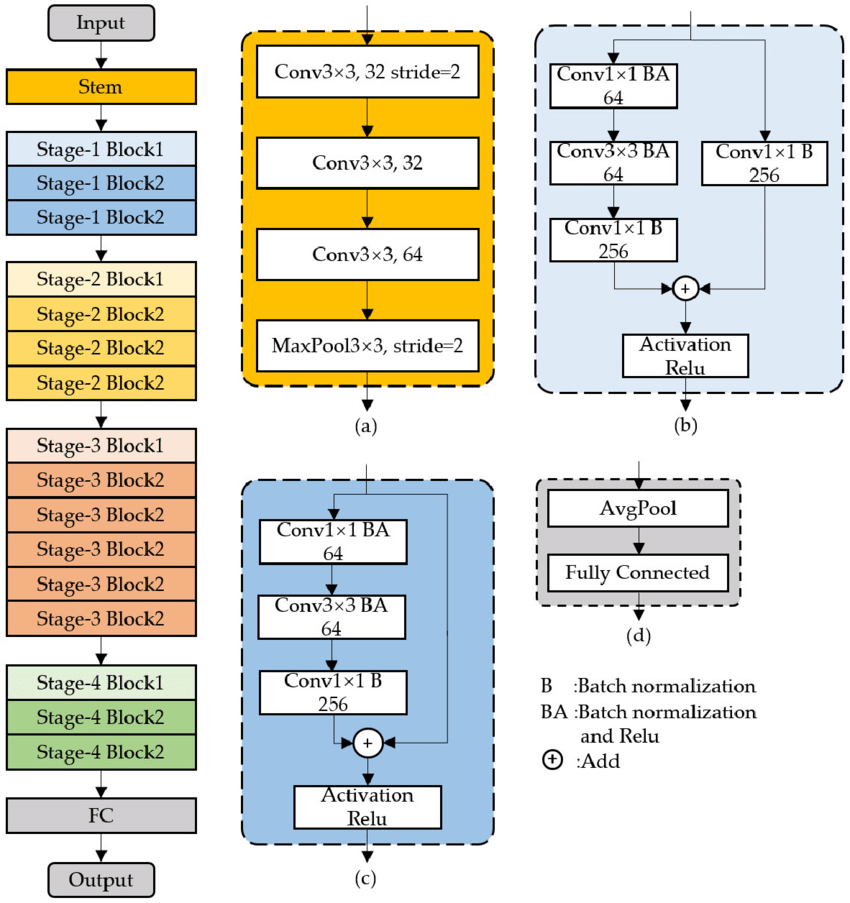 Input
Stem
Stage-1 Block1
Stage-1 Block2
Stage-1 Block2
Stage-2 Block1
Stage-2 Block2
Stage-2 Block2
Stage-2 Block2
Stage-3 Block1
Stage-3 Block2
Stage-3 Block2
Stage-3 Block2
Stage-3 Block2
Stage-3 Block2
Stage-4 Block1
Stage-4 Block2
Stage-4 Block2
FC
Output
Conv3×3, 32 stride=2
Conv3×3, 32
Conv3×3, 64
MaxPool3×3, stride=2
(a)
Conv1×1 BA
64
Conv3×3 BA
64
Conv1×1 B
256
Conv1×1 B
256
+
Activation
Relu
(b)
Conv1×1 BA
64
Conv3×3 BA
64
Conv1×1 B
256
+
Activation
Relu
(c)
AvgPool
Fully Connected
(d)
B :Batch normalization
BA :Batch normalization
and Relu
+ :Add